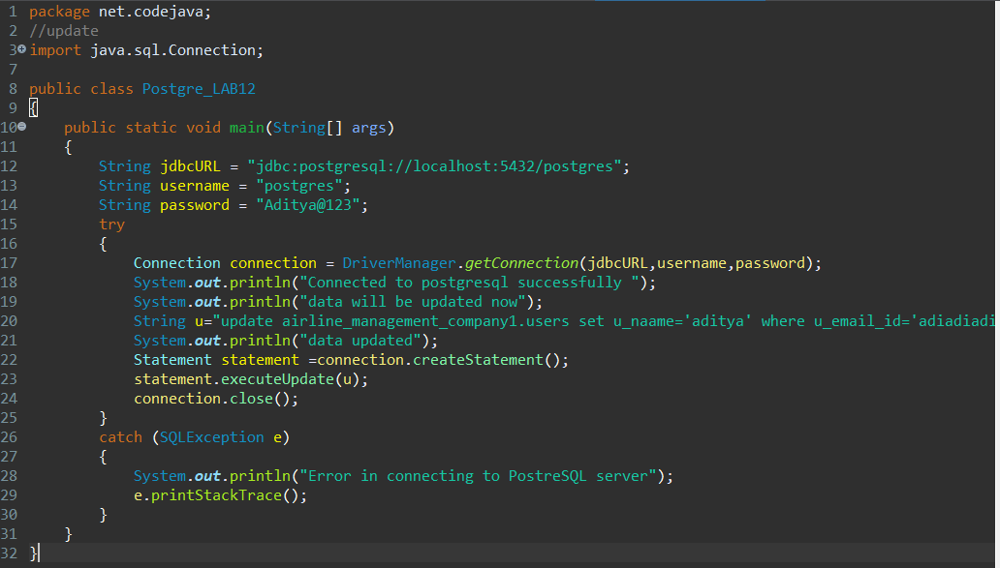 1 package net.codejava;
2 //update
3 import java.sql.Connection;
7
8 public class Postgre_LAB12
9 {
10 public static void main(String[] args)
11 {
12 String jdbcURL = "jdbc:postgresql://localhost:5432/postgres";
13 String username = "postgres";
14 String password = "Aditya@123";
15 try
16 {
17 Connection connection = DriverManager.getConnection(jdbcURL,username,password);
18 System.out.println("Connected to postgresql successfully ");
19 System.out.println("data will be updated now");
20 String u="update airline_management_company1.users set u_naame='aditya' where u_email_id='adiadiadi
21 System.out.println("data updated");
22 Statement statement =connection.createStatement();
23 statement.executeUpdate(u);
24 connection.close();
25 }
26 catch (SQLException e)
27 {
28 System.out.println("Error in connecting to PostreSQL server");
29 e.printStackTrace();
30 }
31 }
32 }